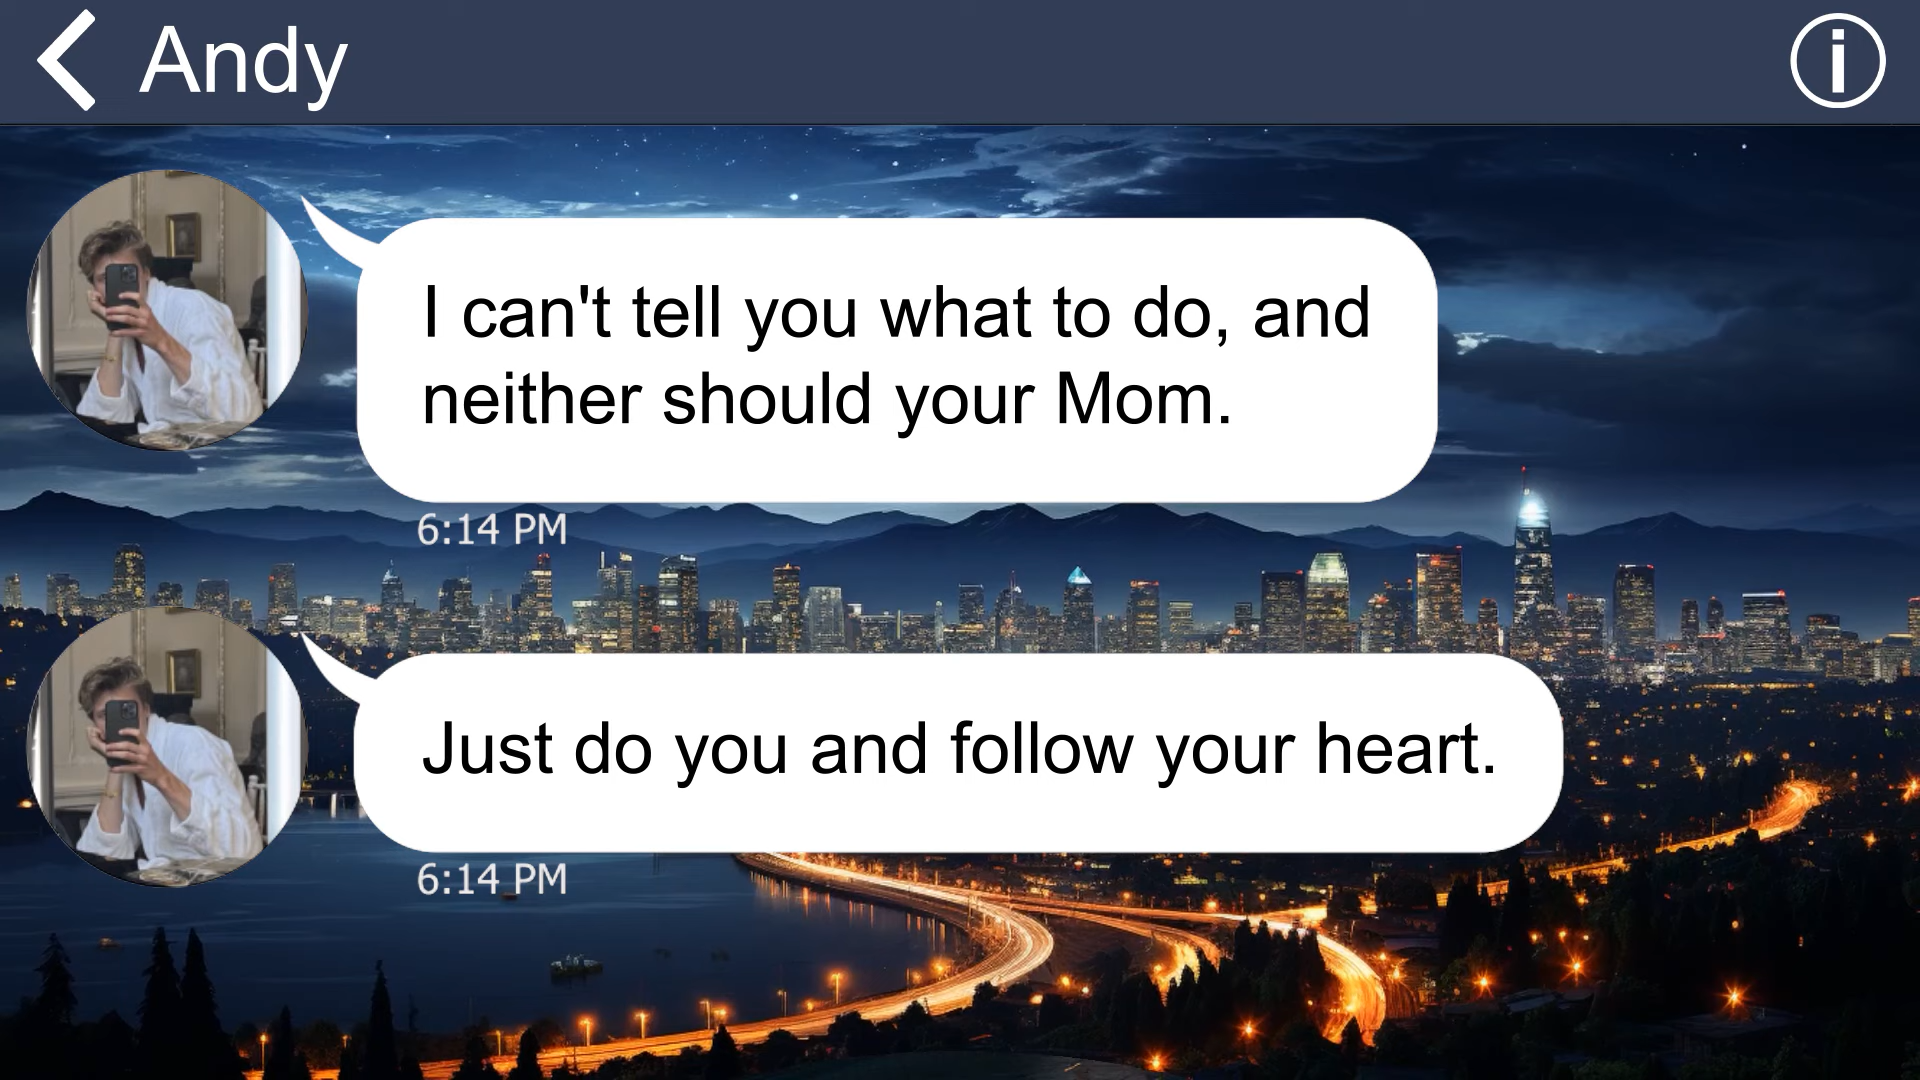 Andy
I can't tell you what to do, and
neither should your Mom.
6:14 PM
Just do you and follow your heart.
6:14 PM